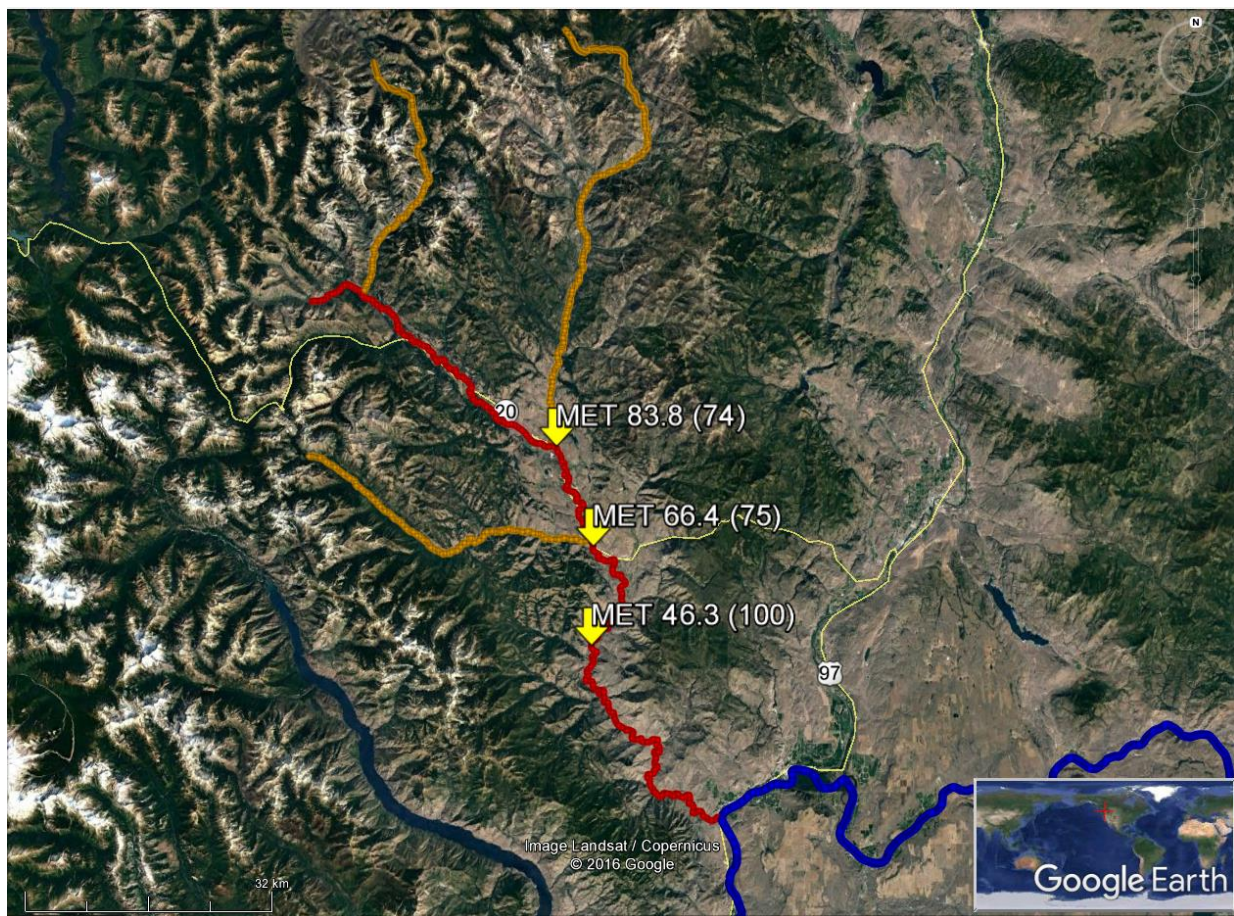 N
20
MET 83.8 (74)
MET 66.4 (75)
MET 46.3 (100)
97
Image Landsat / Copernicus
© 2016 Google
32 km
Google Earth